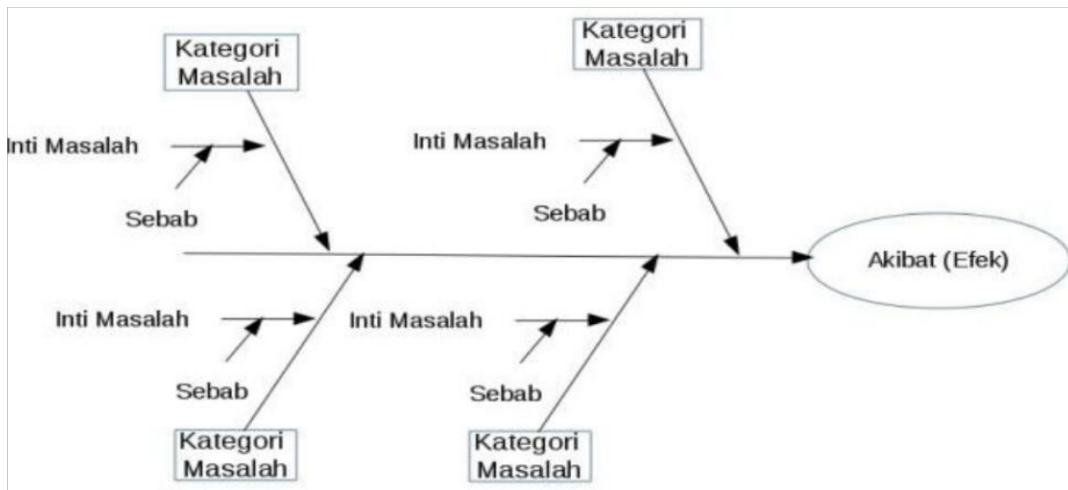 Kategori
Masalah
Kategori
Masalah
Inti Masalah
Inti Masalah
Sebab
Sebab
Akibat (Efek)
Inti Masalah
Inti Masalah
Sebab
Sebab
Kategori
Masalah
Kategori
Masalah